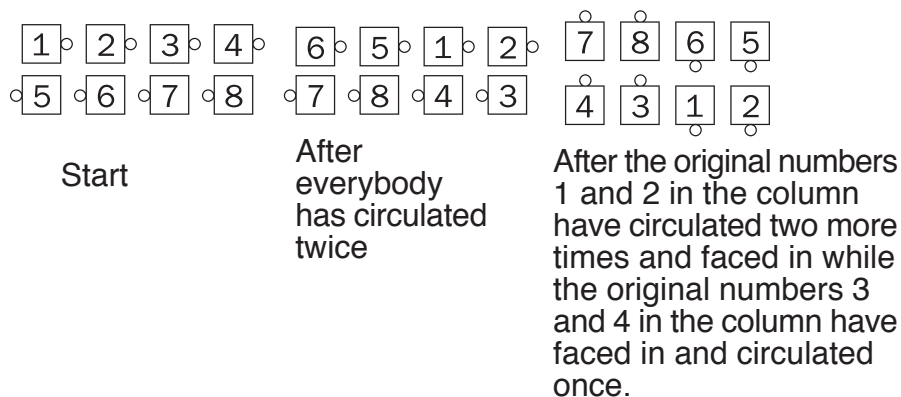 1 2 3 4
5 6 7 8
Start
6 5 1 2
7 8 4 3
After
everybody
has circulated
twice
7 8 6 5
4 3 1 2
After the original numbers
1 and 2 in the column
have circulated two more
times and faced in while
the original numbers 3
and 4 in the column have
faced in and circulated
once.